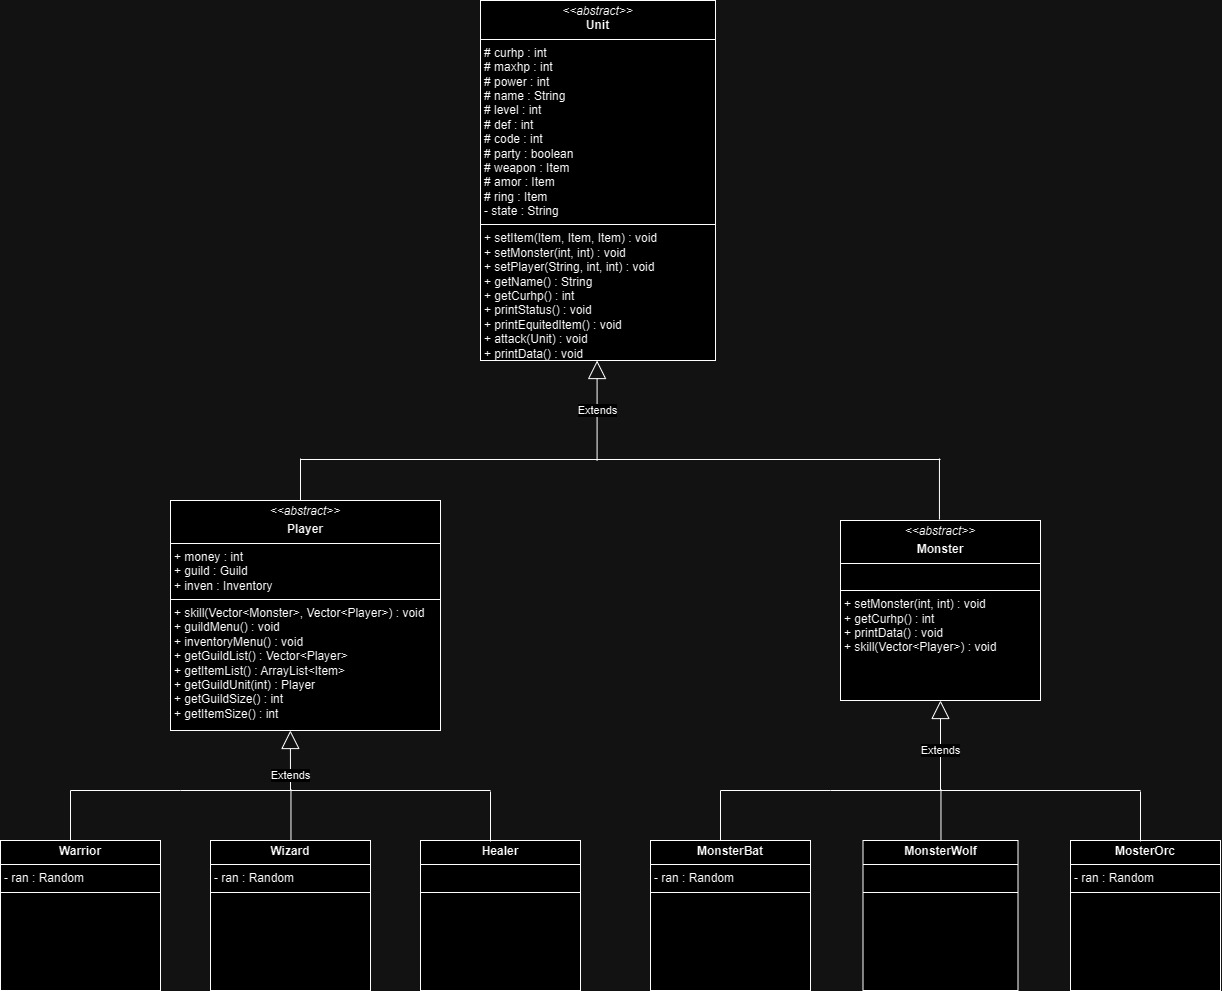 <<abstract>>
Unit
# curhp : int
# maxhp : int
# power : int
# name : String
# level : int
# def : int
# code : int
# party : boolean
# weapon : Item
# amor : Item
# ring : Item
- state : String
+ setItem(Item, Item, Item) : void
+ setMonster(int, int) : void
+ setPlayer(String, int, int) : void
+ getName() : String
+ getCurhp() : int
+ printStatus() : void
+ printEquitedItem() : void
+ attack(Unit) : void
+ printData() : void
Extends
<<abstract>>
Player
+ money : int
+ guild : Guild
+ inven : Inventory
+ skill(Vector<Monster>, Vector<Player>) : void
+ guildMenu() : void
+ inventoryMenu() : void
+ getGuildList() : Vector<Player>
+ getItemList() : ArrayList<Item>
+ getGuildUnit(int) : Player
+ getGuildSize() : int
+ getItemSize() : int
<<abstract>>
Monster
+ setMonster(int, int) : void
+ getCurhp() : int
+ printData() : void
+ skill(Vector<Player>) : void
Extends
Extends
Warrior
- ran : Random
Wizard
- ran : Random
Healer
MonsterBat
- ran : Random
MonsterWolf
MosterOrc
- ran : Random